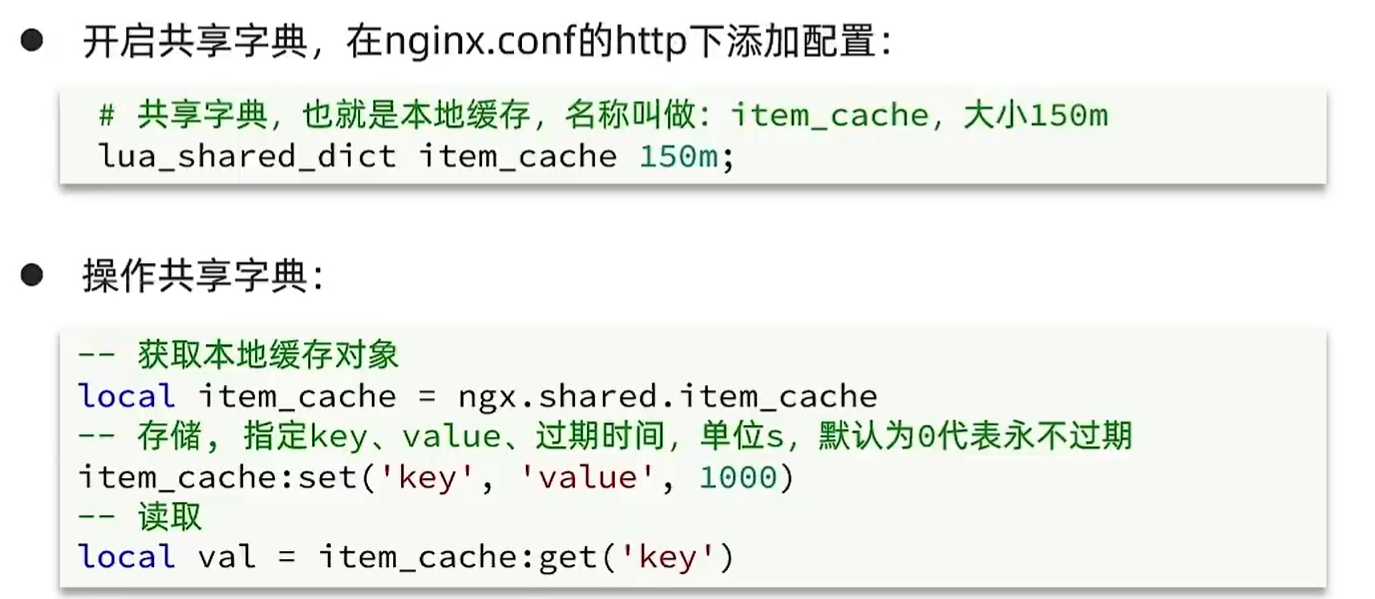 ● 开启共享字典，在nginx.conf的http下添加配置：
# 共享字典，也就是本地缓存，名称叫做：item_cache，大小150m
lua_shared_dict item_cache 150m;
● 操作共享字典：
-- 获取本地缓存对象
local item_cache = ngx.shared.item_cache
-- 存储, 指定key、value、过期时间，单位s，默认为0代表永不过期
item_cache:set('key', 'value', 1000)
-- 读取
local val = item_cache:get('key')